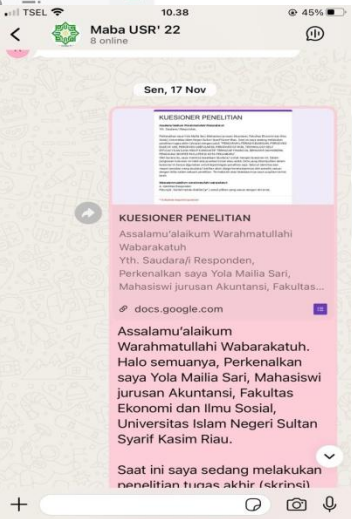 TSEL 10.38 45%
Maba USR' 22
8 online
Sen, 17 Nov
KUESIONER PENELITIAN
KUESIONER PENELITIAN
Assalamu'alaikum Warahmatullahi
Wabarakatuh
Yth. Saudara/i Responden,
Perkenalkan saya Yola Mailia Sari,
Mahasiswi jurusan Akuntansi, Fakultas...
docs.google.com
Assalamu'alaikum
Warahmatullahi Wabarakatuh.
Halo semuanya, Perkenalkan
saya Yola Mailia Sari, Mahasiswi
jurusan Akuntansi, Fakultas
Ekonomi dan Ilmu Sosial,
Universitas Islam Negeri Sultan
Syarif Kasim Riau.
Saat ini saya sedang melakukan
penelitian tugas akhir (skripsi)